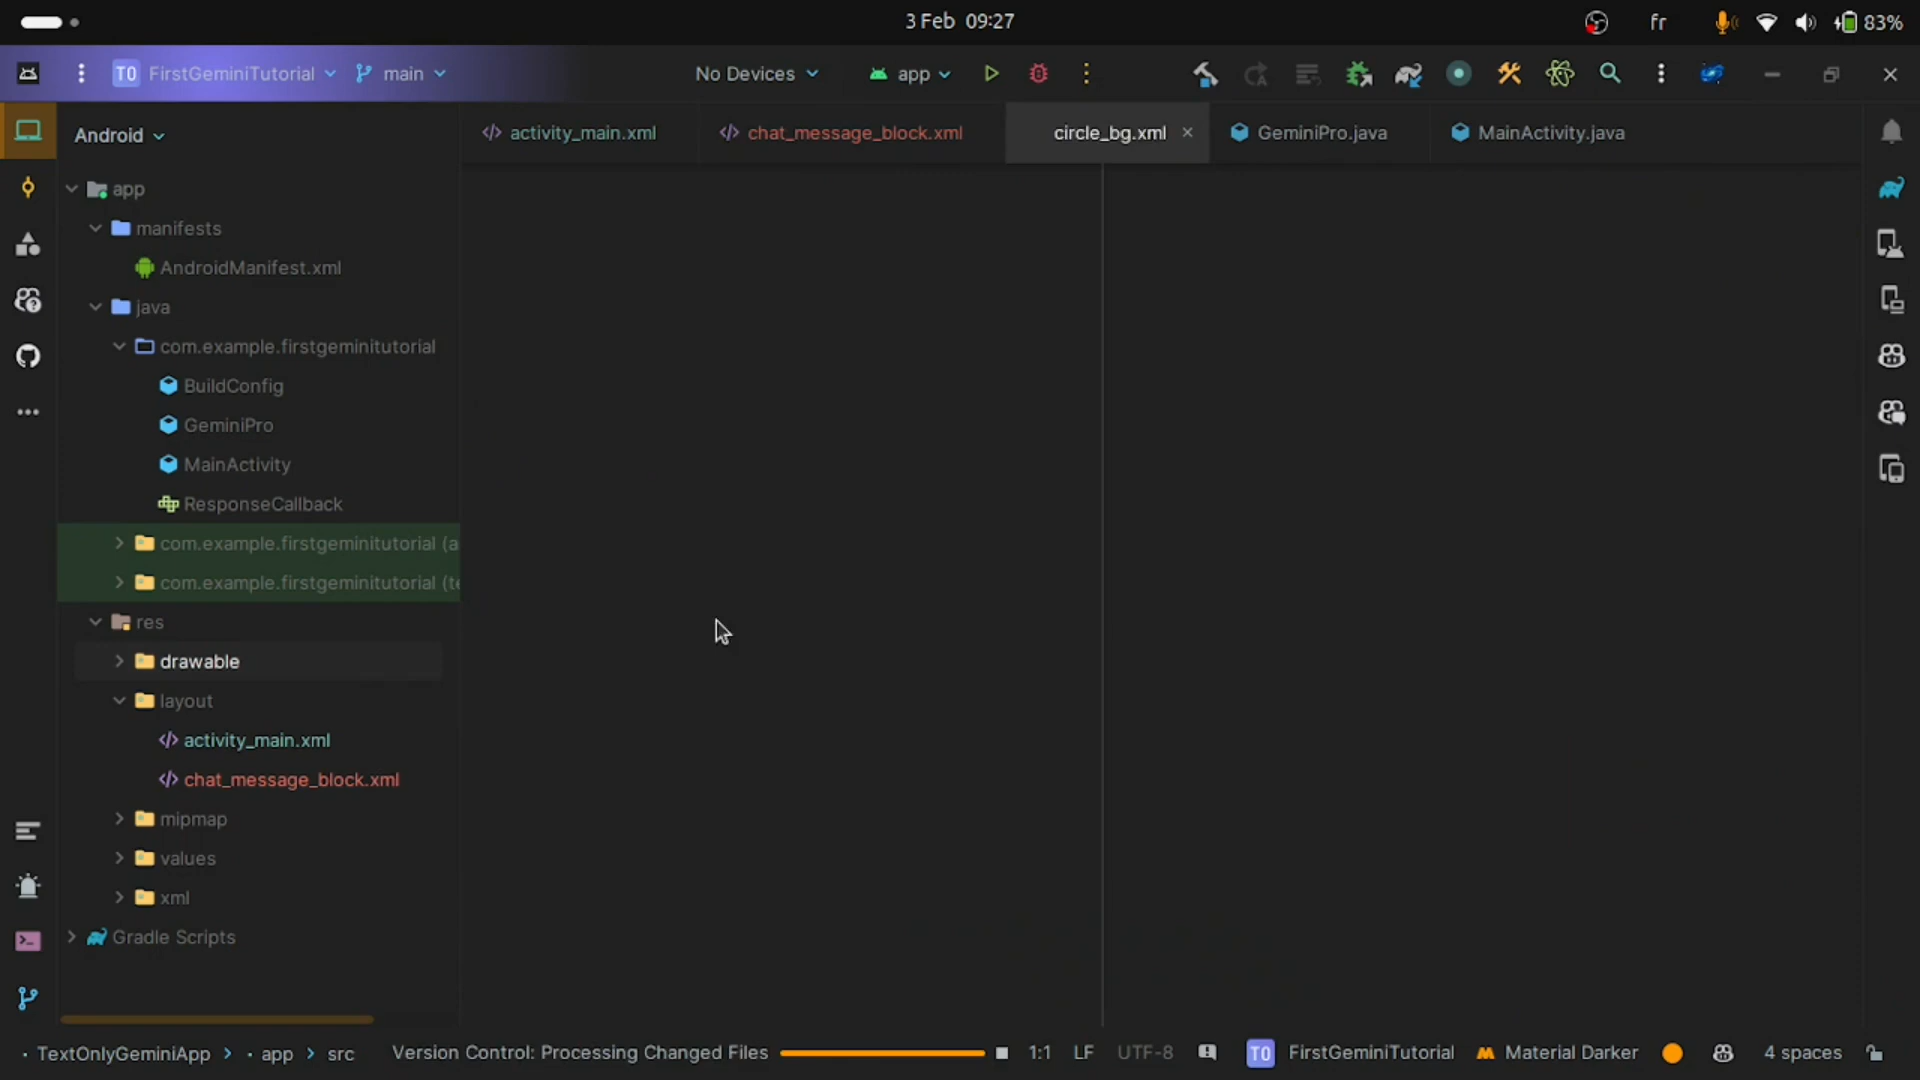 3 Feb 09:27
fr
83%
TO FirstGeminiTutorial
main
No Devices
app
Android
activity_main.xml
chat_message_block.xml
circle_bg.xml
GeminiPro.java
MainActivity.java
app
manifests
AndroidManifest.xml
java
com.example.firstgeminitutorial
BuildConfig
GeminiPro
MainActivity
ResponseCallback
com.example.firstgeminitutorial (a
com.example.firstgeminitutorial (te
res
drawable
layout
activity_main.xml
chat_message_block.xml
mipmap
values
xml
Gradle Scripts
TextOnlyGeminiApp > app > src
Version Control: Processing Changed Files
1:1
LF
UTF-8
TO FirstGeminiTutorial
Material Darker
4 spaces